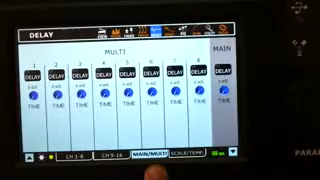 DELAY
MULTI
MAIN
1 2 3 4 5 6 7 8
DELAY DELAY DELAY DELAY DELAY DELAY DELAY DELAY DELAY
TIME TIME TIME TIME TIME TIME TIME TIME TIME
CH 1-8 CH 9-16 MAIN/MULTI SCALE/TEMP.
PARAM